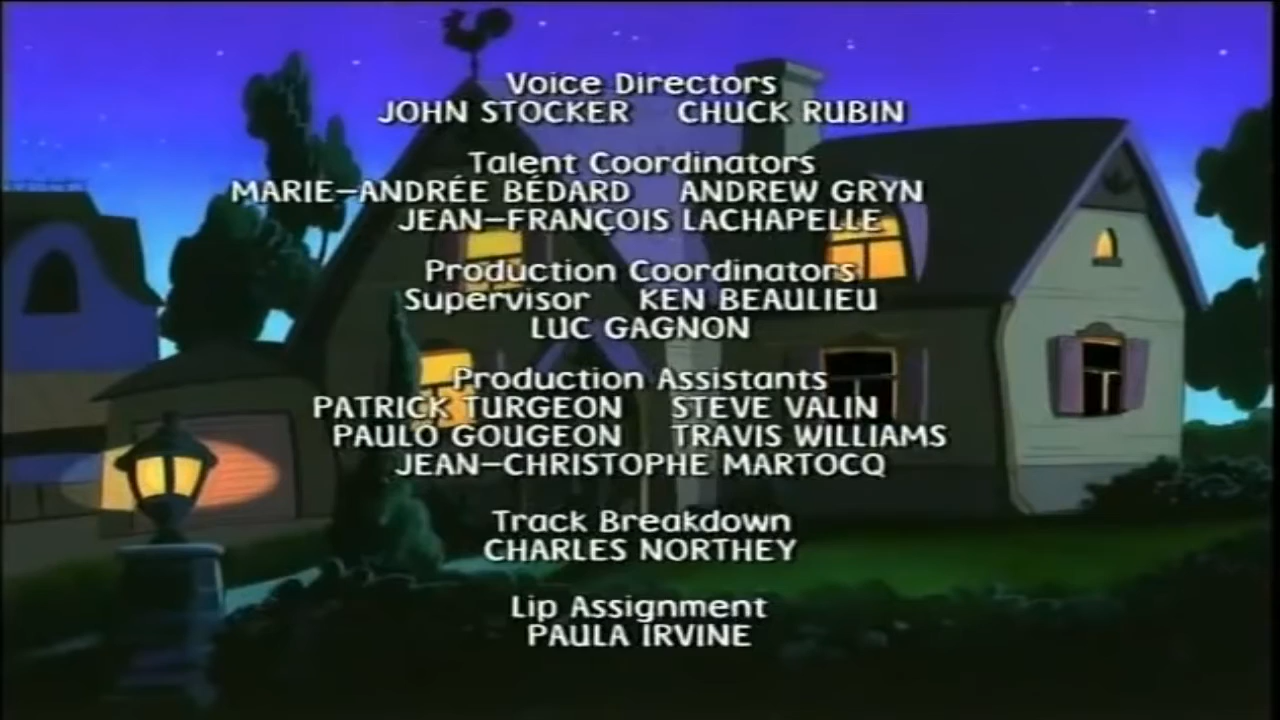 Voice Directors
JOHN STOCKER CHUCK RUBIN
Talent Coordinators
MARIE-ANDRÉE BÉDARD ANDREW GRYN
JEAN-FRANÇOIS LACHAPELLE
Production Coordinators
Supervisor KEN BEAULIEU
LUC GAGNON
Production Assistants
PATRICK TURGEON STEVE VALIN
PAULO GOUGEON TRAVIS WILLIAMS
JEAN-CHRISTOPHE MARTOCQ
Track Breakdown
CHARLES NORTHEY
Lip Assignment
PAULA IRVINE